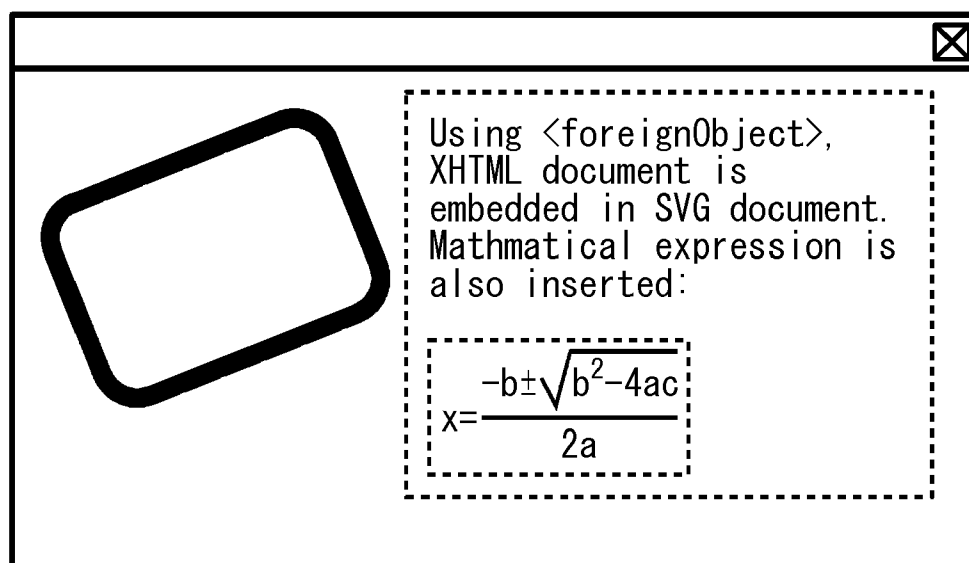 Using <foreignObject>,
XHTML document is
embedded in SVG document.
Mathmatical expression is
also inserted:
x=
-b±√b²-4ac
2a